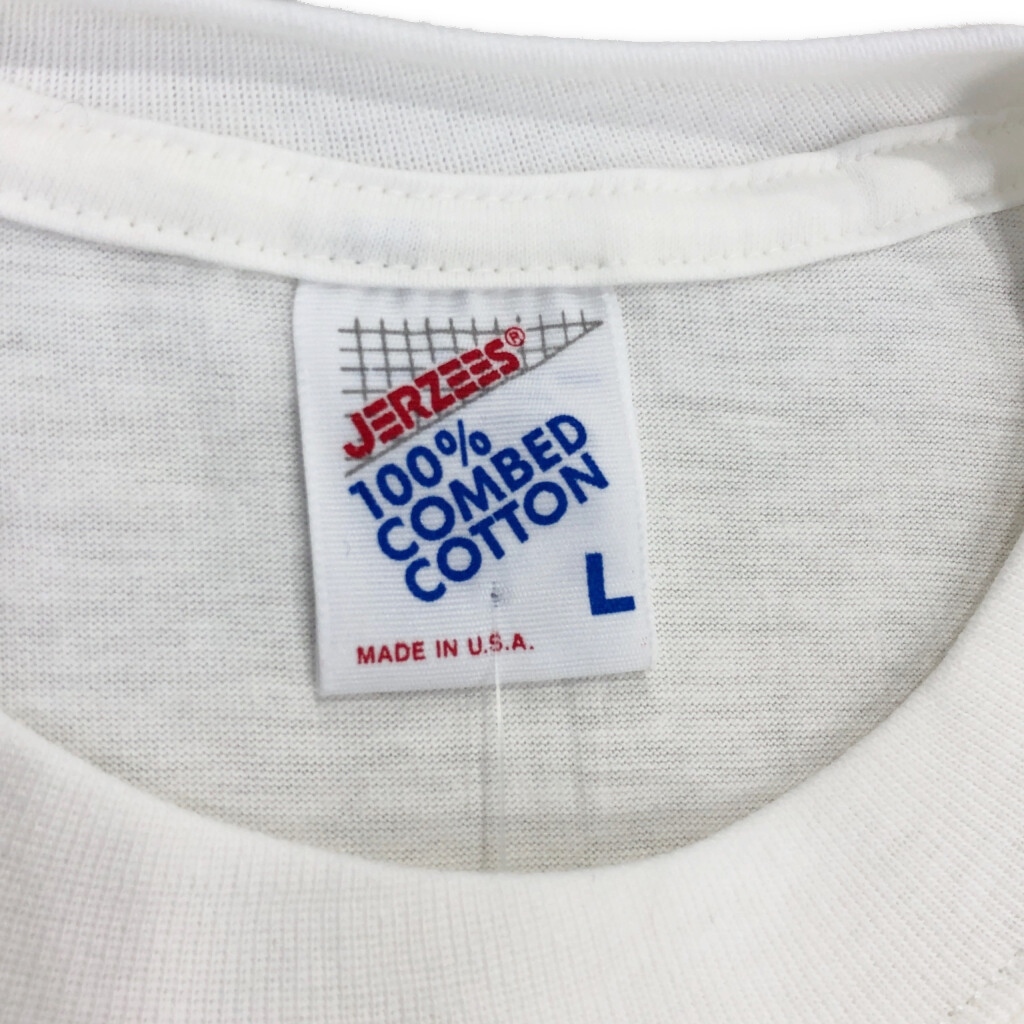 JERZEES®
100%
COMBED
COTTON
L
MADE IN U.S.A.